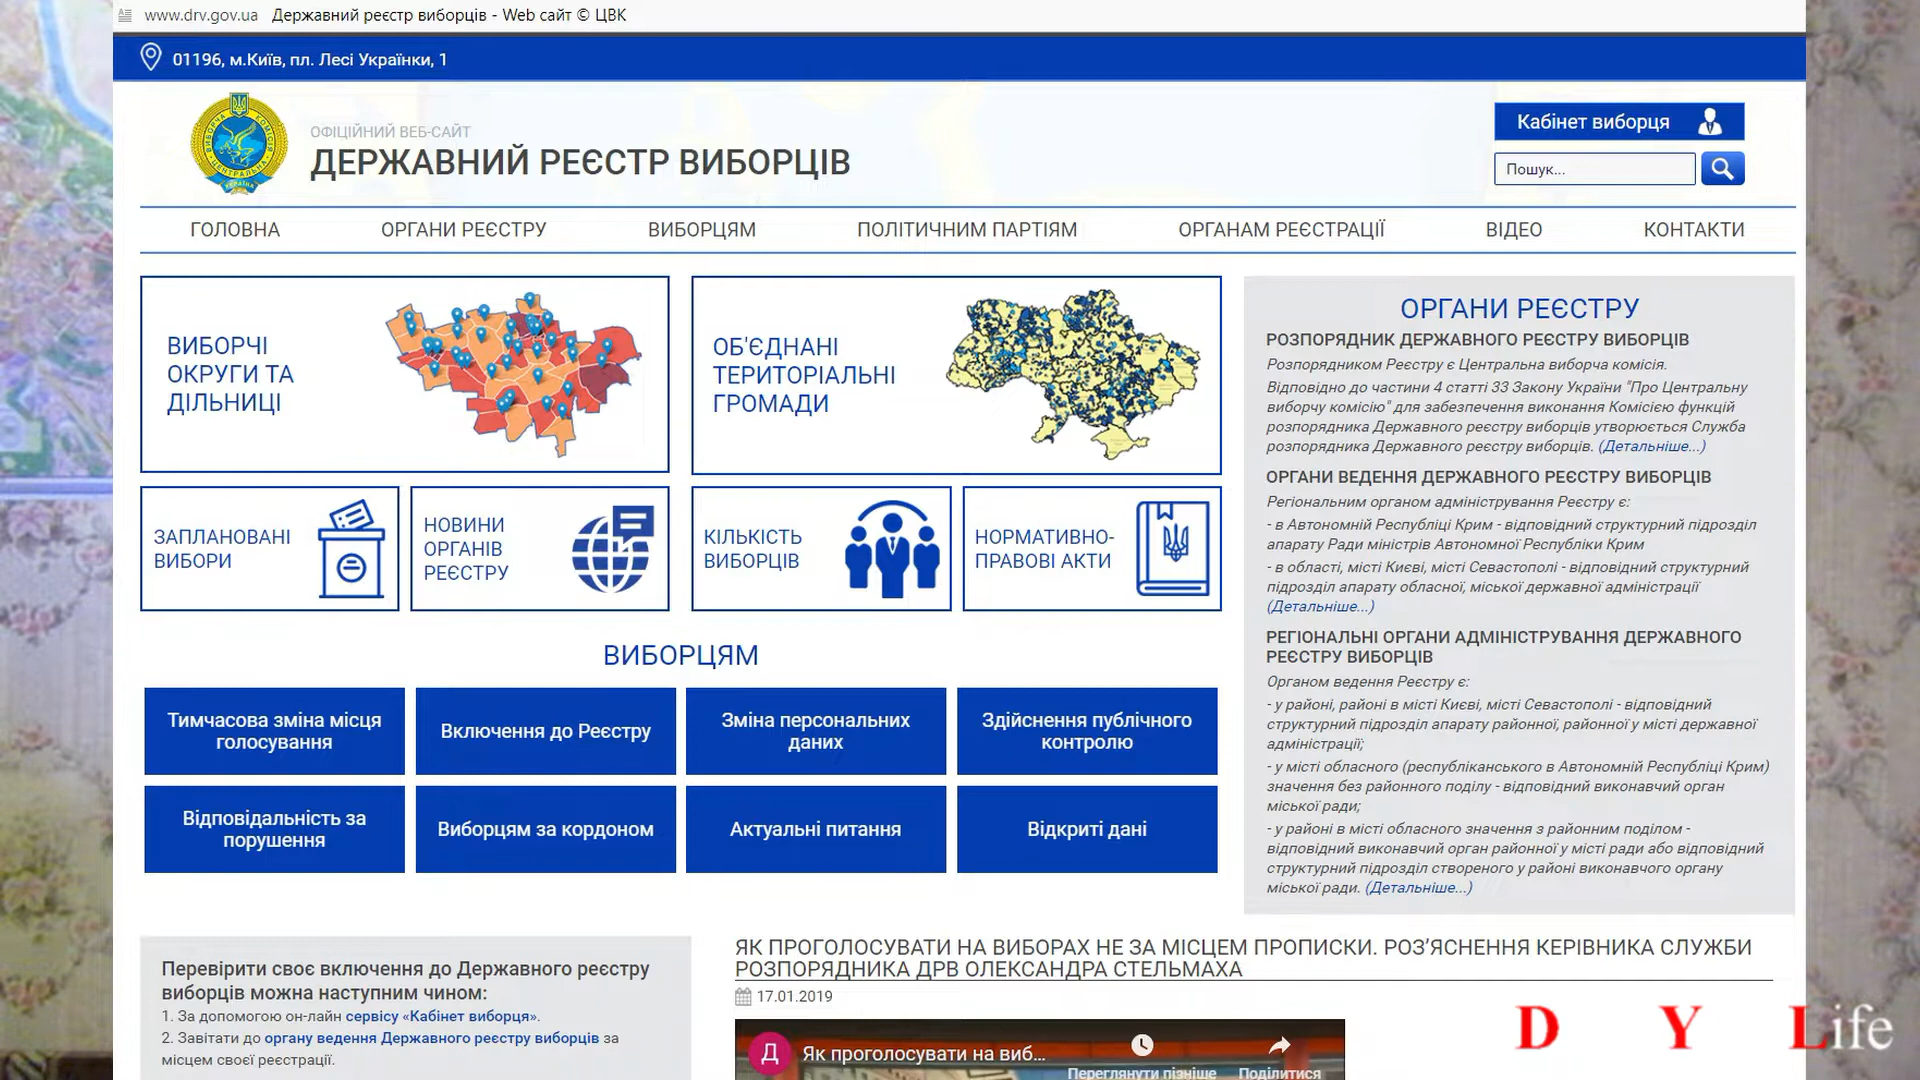 www.drv.gov.ua Державний реєстр виборців - Web сайт © ЦВК
01196, м.Київ, пл. Лесі Українки, 1
ОФІЦІЙНИЙ ВЕБ-САЙТ
ДЕРЖАВНИЙ РЕЄСТР ВИБОРЦІВ
Кабінет виборця
Пошук...
ГОЛОВНА ОРГАНИ РЕЄСТРУ ВИБОРЦЯМ ПОЛІТИЧНИМ ПАРТІЯМ ОРГАНАМ РЕЄСТРАЦІЇ ВІДЕО КОНТАКТИ
ВИБОРЧІ
ОКРУГИ ТА
ДІЛЬНИЦІ
ОБ'ЄДНАНІ
ТЕРИТОРІАЛЬНІ
ГРОМАДИ
ЗАПЛАНОВАНІ
ВИБОРИ
НОВИНИ
ОРГАНІВ
РЕЄСТРУ
КІЛЬКІСТЬ
ВИБОРЦІВ
НОРМАТИВНО-
ПРАВОВІ АКТИ
ВИБОРЦЯМ
Тимчасова зміна місця
голосування
Включення до Реєстру
Зміна персональних
даних
Здійснення публічного
контролю
Відповідальність за
порушення
Виборцям за кордоном
Актуальні питання
Відкриті дані
ОРГАНИ РЕЄСТРУ
РОЗПОРЯДНИК ДЕРЖАВНОГО РЕЄСТРУ ВИБОРЦІВ
Розпорядником Реєстру є Центральна виборча комісія.
Відповідно до частини 4 статті 33 Закону України "Про Центральну
виборчу комісію" для забезпечення виконання Комісією функцій
розпорядника Державного реєстру виборців утворюється Служба
розпорядника Державного реєстру виборців. (Детальніше...)
ОРГАНИ ВЕДЕННЯ ДЕРЖАВНОГО РЕЄСТРУ ВИБОРЦІВ
Регіональним органом адміністрування Реєстру є:
- в Автономній Республіці Крим - відповідний структурний підрозділ
апарату Ради міністрів Автономної Республіки Крим
- в області, місті Києві, місті Севастополі - відповідний структурний
підрозділ апарату обласної, міської державної адміністрації
(Детальніше...)
РЕГІОНАЛЬНІ ОРГАНИ АДМІНІСТРУВАННЯ ДЕРЖАВНОГО
РЕЄСТРУ ВИБОРЦІВ
Органом ведення Реєстру є:
- у районі, районі в місті Києві, місті Севастополі - відповідний
структурний підрозділ апарату районної, районної у місті державної
адміністрації;
- у місті обласного (республіканського в Автономній Республіці Крим)
значення без районного поділу - відповідний виконавчий орган
міської ради;
- у районі в місті обласного значення з районним поділом -
відповідний виконавчий орган районної у місті ради або відповідний
структурний підрозділ створеного у районі виконавчого органу
міської ради. (Детальніше...)
Перевірити своє включення до Державного реєстру
виборців можна наступним чином:
1. За допомогою он-лайн сервісу «Кабінет виборця».
2. Завітати до органу ведення Державного реєстру виборців за
місцем своєї реєстрації.
ЯК ПРОГОЛОСУВАТИ НА ВИБОРАХ НЕ ЗА МІСЦЕМ ПРОПИСКИ. РОЗ’ЯСНЕННЯ КЕРІВНИКА СЛУЖБИ
РОЗПОРЯДНИКА ДРВ ОЛЕКСАНДРА СТЕЛЬМАХА
17.01.2019
Д Як проголосувати на виб...
Переглянути пізніше Поділитися
D Y Life